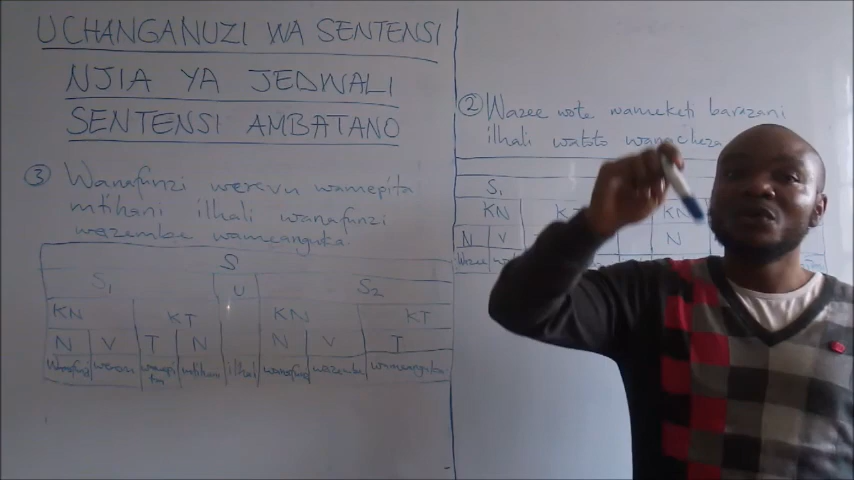 UCHANGANUZI WA SENTENSI
NJIA YA JEDWALI
SENTENSI AMBATANO
③ Wanafunzi werevu wamepita
mtihani ilhali wanafunzi
wazembe wameanguka.
S
S1 U S2
KN KT KN KT
N V T N N V T
Wanafunzi werevu wamepita mtihani ilhali wanafunzi wazembe wameanguka
② Wazee wote wameketi barazani
ilhali watoto wanacheza
S1
KN KN
N V N
Wazee